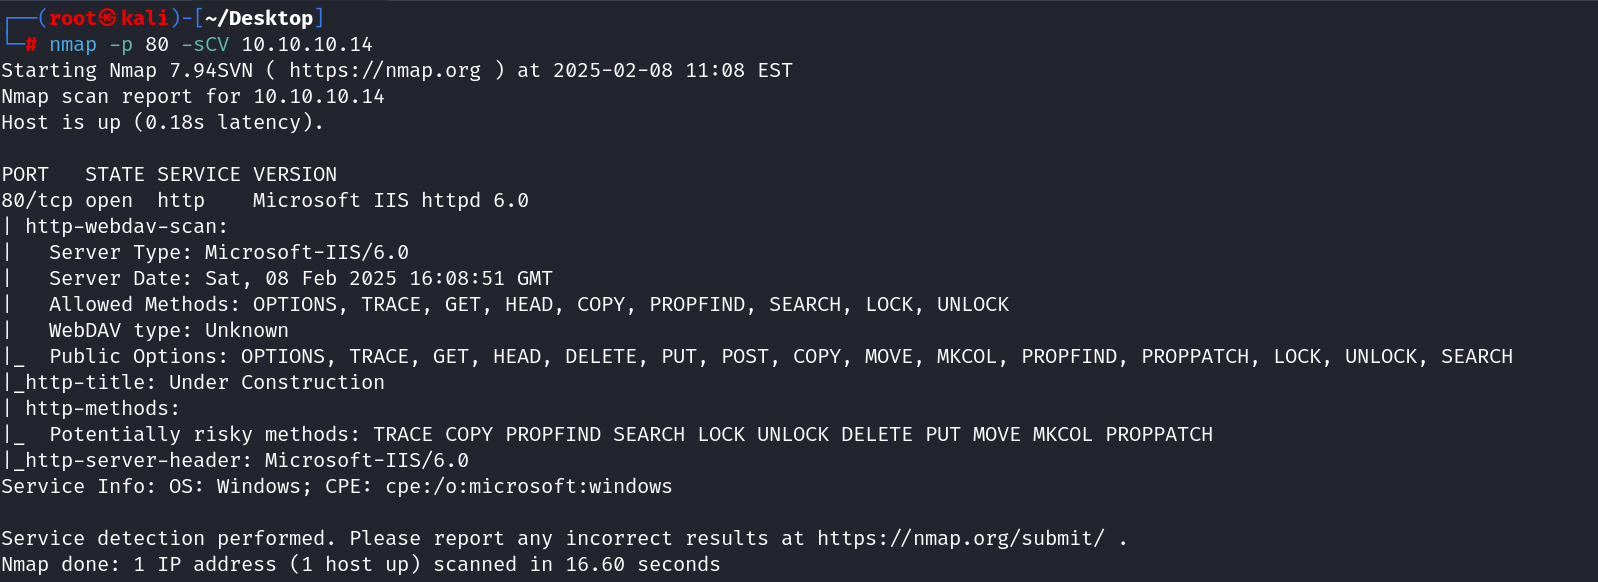 ┌──(root㉿kali)-[~/Desktop]
└─# nmap -p 80 -sCV 10.10.10.14
Starting Nmap 7.94SVN ( https://nmap.org ) at 2025-02-08 11:08 EST
Nmap scan report for 10.10.10.14
Host is up (0.18s latency).

PORT   STATE SERVICE VERSION
80/tcp open  http    Microsoft IIS httpd 6.0
| http-webdav-scan:
|   Server Type: Microsoft-IIS/6.0
|   Server Date: Sat, 08 Feb 2025 16:08:51 GMT
|   Allowed Methods: OPTIONS, TRACE, GET, HEAD, COPY, PROPFIND, SEARCH, LOCK, UNLOCK
|   WebDAV type: Unknown
|_  Public Options: OPTIONS, TRACE, GET, HEAD, DELETE, PUT, POST, COPY, MOVE, MKCOL, PROPFIND, PROPPATCH, LOCK, UNLOCK, SEARCH
|_http-title: Under Construction
| http-methods:
|_  Potentially risky methods: TRACE COPY PROPFIND SEARCH LOCK UNLOCK DELETE PUT MOVE MKCOL PROPPATCH
|_http-server-header: Microsoft-IIS/6.0
Service Info: OS: Windows; CPE: cpe:/o:microsoft:windows

Service detection performed. Please report any incorrect results at https://nmap.org/submit/ .
Nmap done: 1 IP address (1 host up) scanned in 16.60 seconds